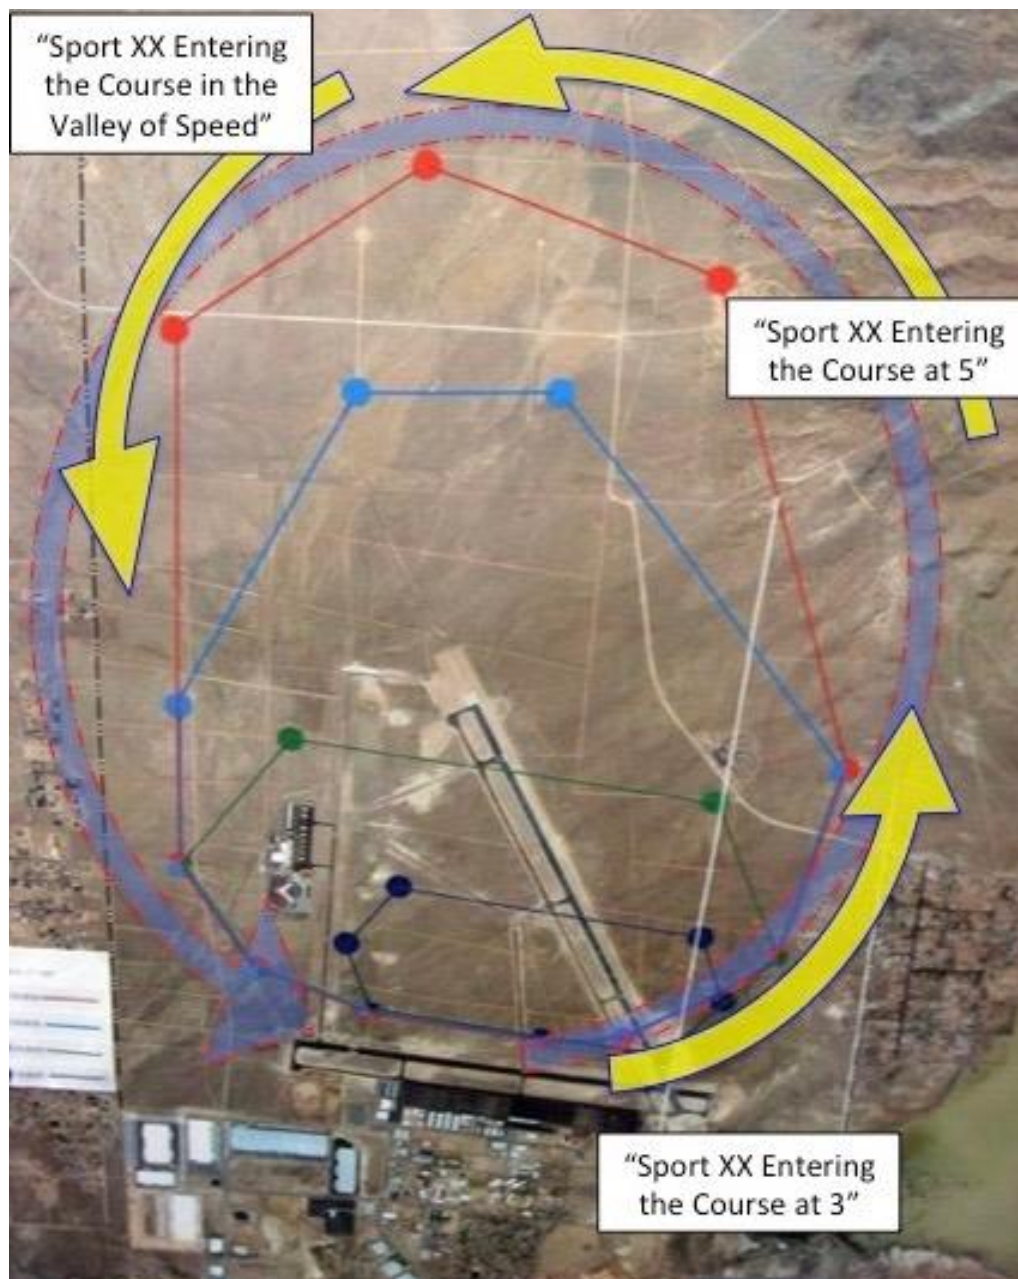 “Sport XX Entering
the Course in the
Valley of Speed”
“Sport XX Entering
the Course at 5”
“Sport XX Entering
the Course at 3”